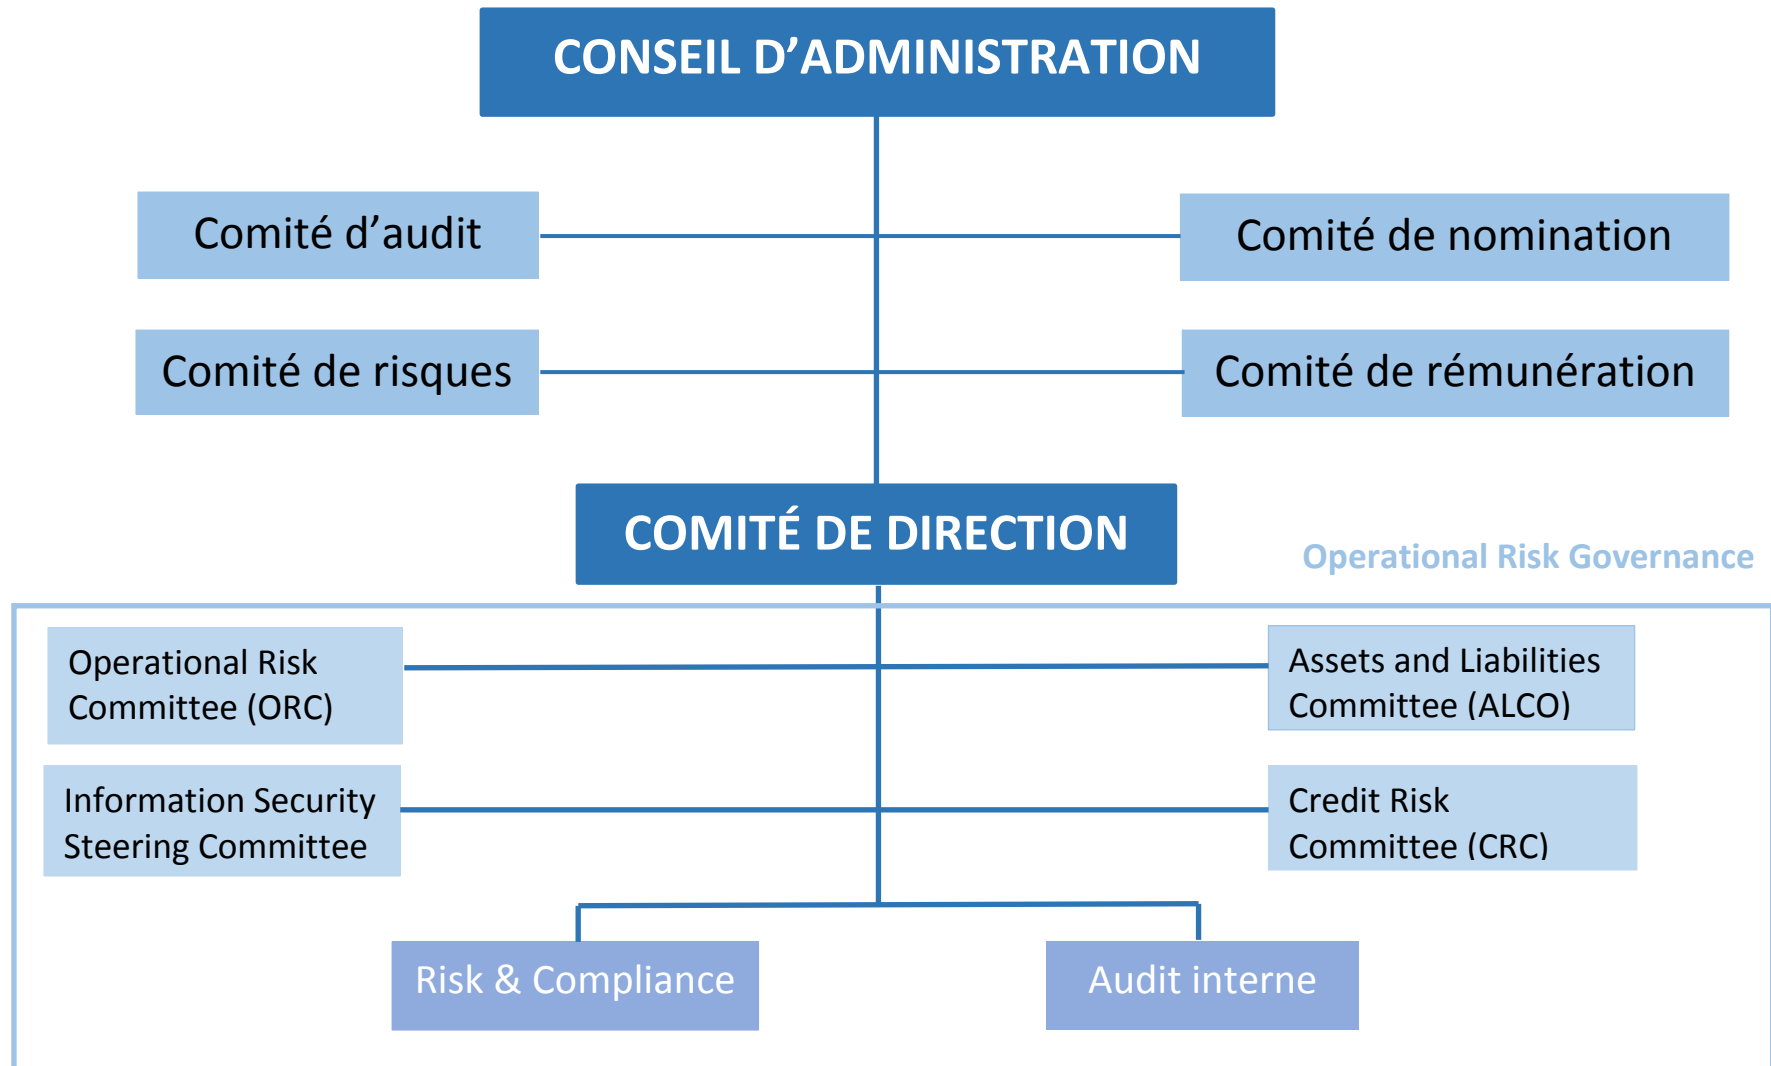 CONSEIL D’ADMINISTRATION
Comité d’audit
Comité de nomination
Comité de risques
Comité de rémunération
COMITÉ DE DIRECTION
Operational Risk Governance
Operational Risk
Committee (ORC)
Assets and Liabilities
Committee (ALCO)
Information Security
Steering Committee
Credit Risk
Committee (CRC)
Risk & Compliance
Audit interne